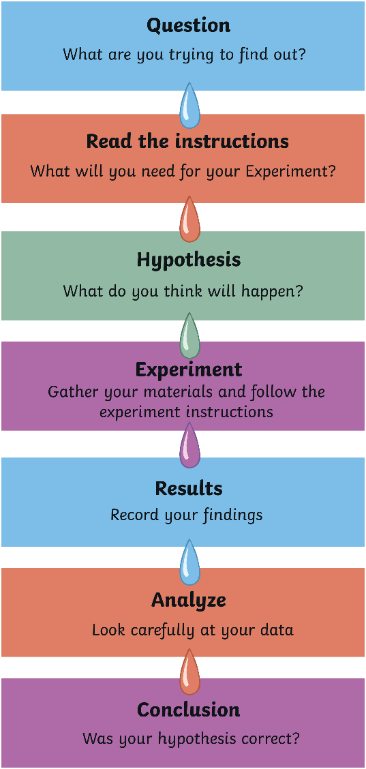 Question
What are you trying to find out?
Read the instructions
What will you need for your Experiment?
Hypothesis
What do you think will happen?
Experiment
Gather your materials and follow the
experiment instructions
Results
Record your findings
Analyze
Look carefully at your data
Conclusion
Was your hypothesis correct?